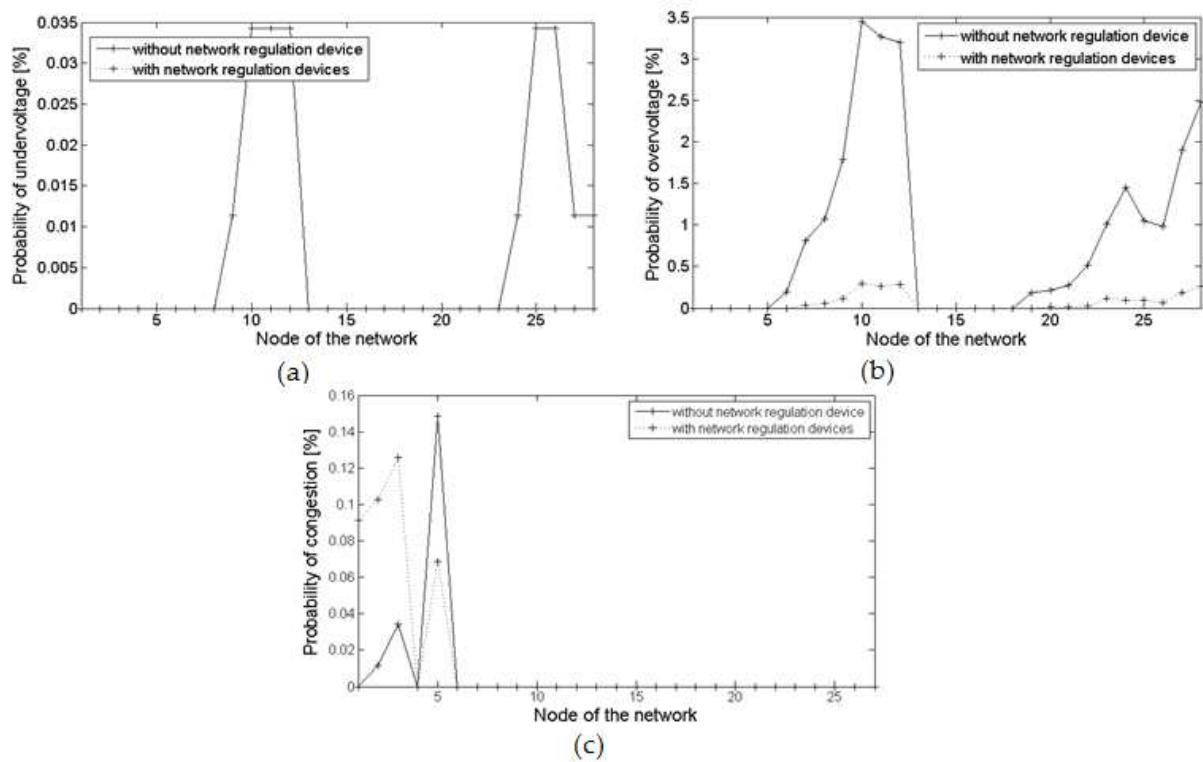 0.035
0.03
0.025
0.02
0.015
0.01
0.005
0
Probability of undervoltage [%]
without network regulation device
with network regulation devices
5
10
15
20
25
Node of the network
(a)
3.5
3
2.5
2
1.5
1
0.5
0
Probability of overvoltage [%]
without network regulation device
with network regulation devices
5
10
15
20
25
Node of the network
(b)
0.16
0.14
0.12
0.1
0.08
0.06
0.04
0.02
0
Probability of congestion [%]
without network regulation device
with network regulation devices
5
10
15
20
25
Node of the network
(c)